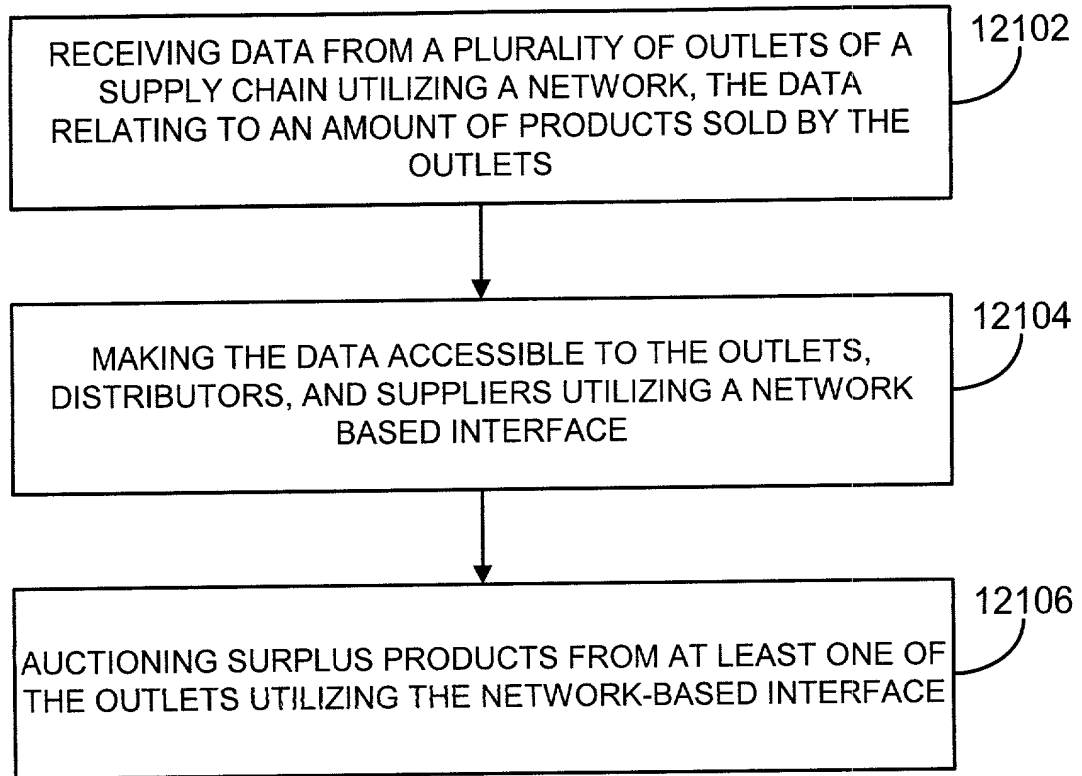 12102
RECEIVING DATA FROM A PLURALITY OF OUTLETS OF A
SUPPLY CHAIN UTILIZING A NETWORK, THE DATA
RELATING TO AN AMOUNT OF PRODUCTS SOLD BY THE
OUTLETS
12104
MAKING THE DATA ACCESSIBLE TO THE OUTLETS,
DISTRIBUTORS, AND SUPPLIERS UTILIZING A NETWORK
BASED INTERFACE
12106
AUCTIONING SURPLUS PRODUCTS FROM AT LEAST ONE OF
THE OUTLETS UTILIZING THE NETWORK-BASED INTERFACE